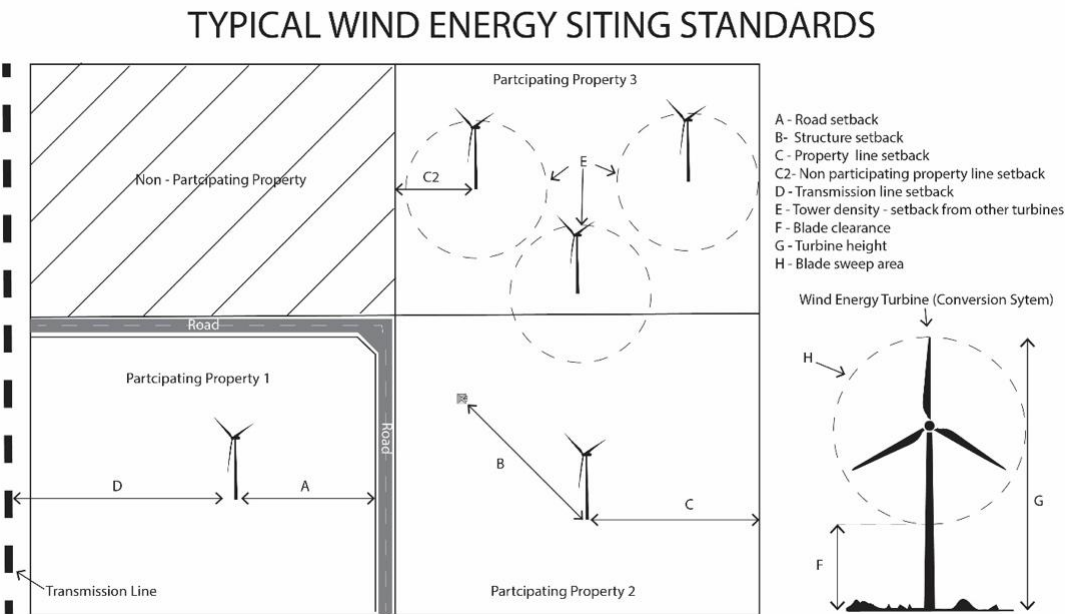 TYPICAL WIND ENERGY SITING STANDARDS
Partcipating Property 3
Non - Partcipating Property
C2
E
A - Road setback
B- Structure setback
C - Property line setback
C2- Non participating property line setback
D - Transmission line setback
E - Tower density - setback from other turbines
F - Blade clearance
G - Turbine height
H - Blade sweep area
Wind Energy Turbine (Conversion Sytem)
H
G
F
Road
Partcipating Property 1
Road
D
A
B
C
Transmission Line
Partcipating Property 2